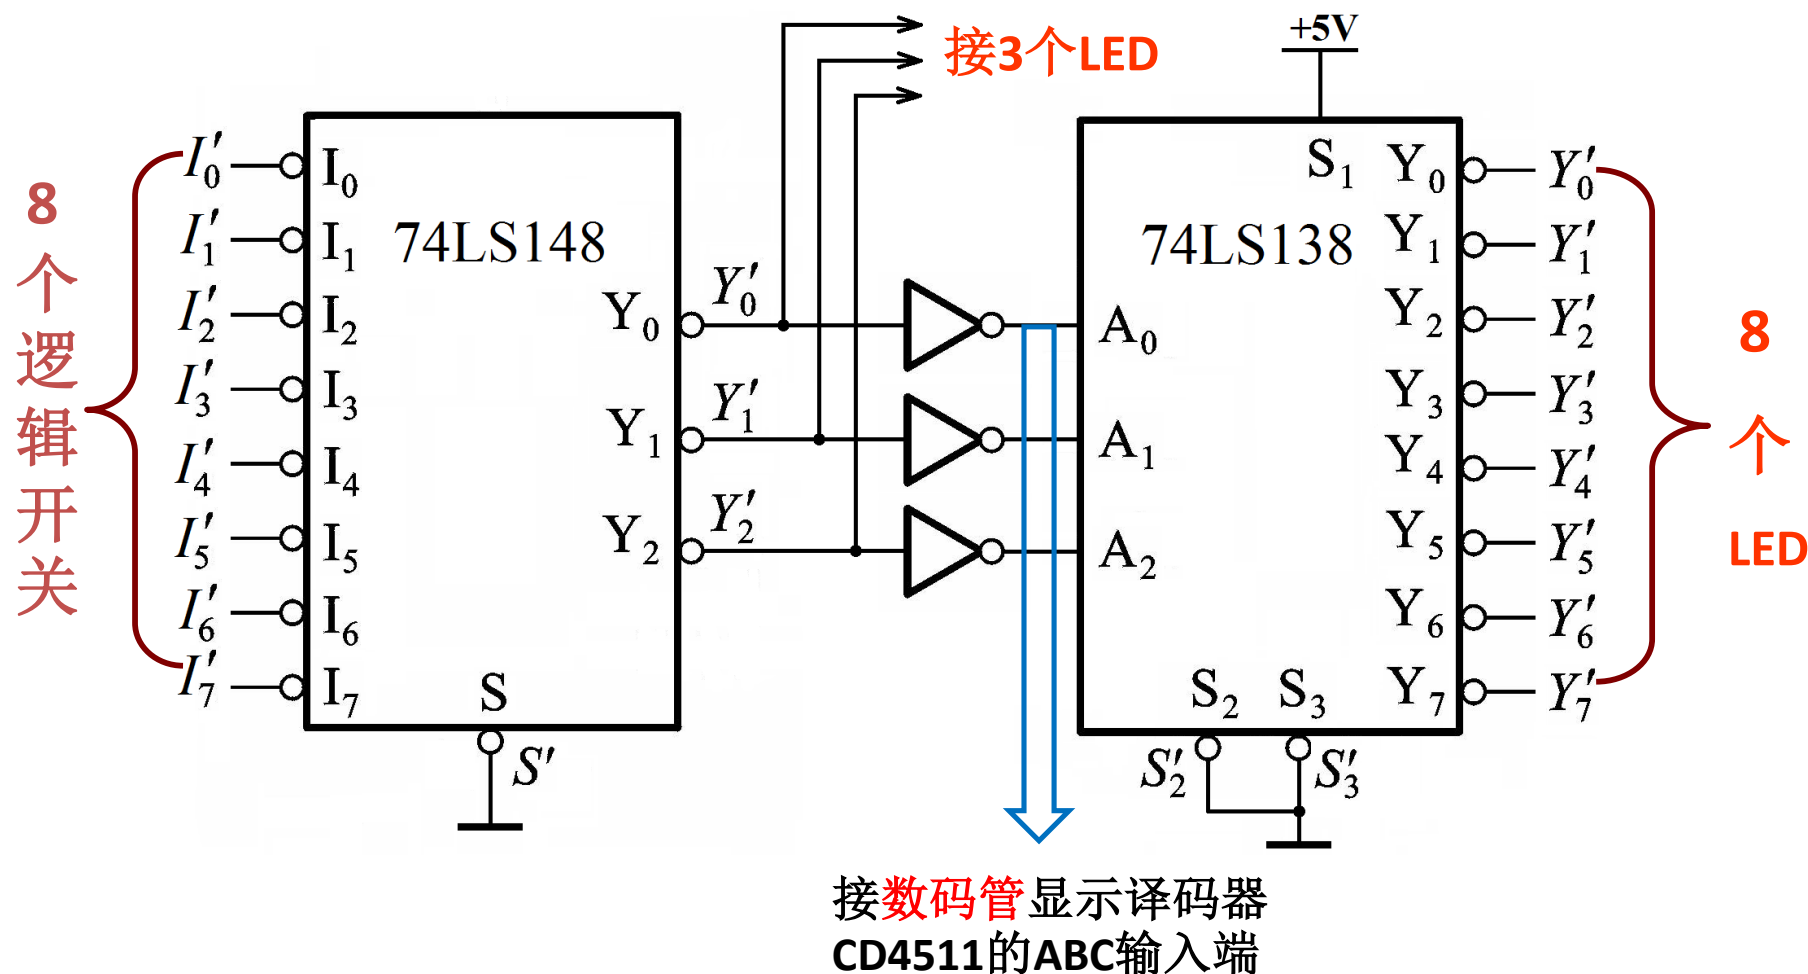 接3个LED
+5V
8个逻辑开关
I′0
I′1
I′2
I′3
I′4
I′5
I′6
I′7
I0
I1
I2
I3
I4
I5
I6
I7
74LS148
Y0
Y1
Y2
S
S′
Y′0
Y′1
Y′2
74LS138
S1
A0
A1
A2
S2
S3
S′2
S′3
Y0
Y1
Y2
Y3
Y4
Y5
Y6
Y7
Y′0
Y′1
Y′2
Y′3
Y′4
Y′5
Y′6
Y′7
8
个
LED
接数码管显示译码器
CD4511的ABC输入端